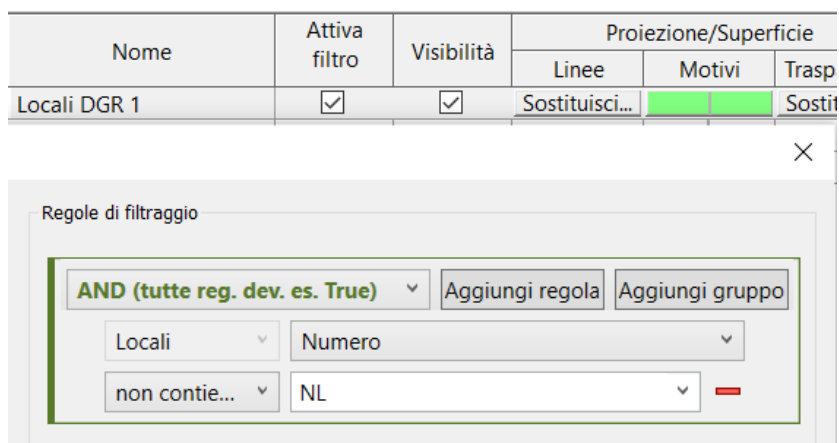 Nome
Attiva filtro
Visibilità
Proiezione/Superficie
Linee
Motivi
Trasp
Locali DGR 1
Sostituisci...
Sostit
Regole di filtraggio
AND (tutte reg. dev. es. True)
Aggiungi regola
Aggiungi gruppo
Locali
Numero
non contie...
NL